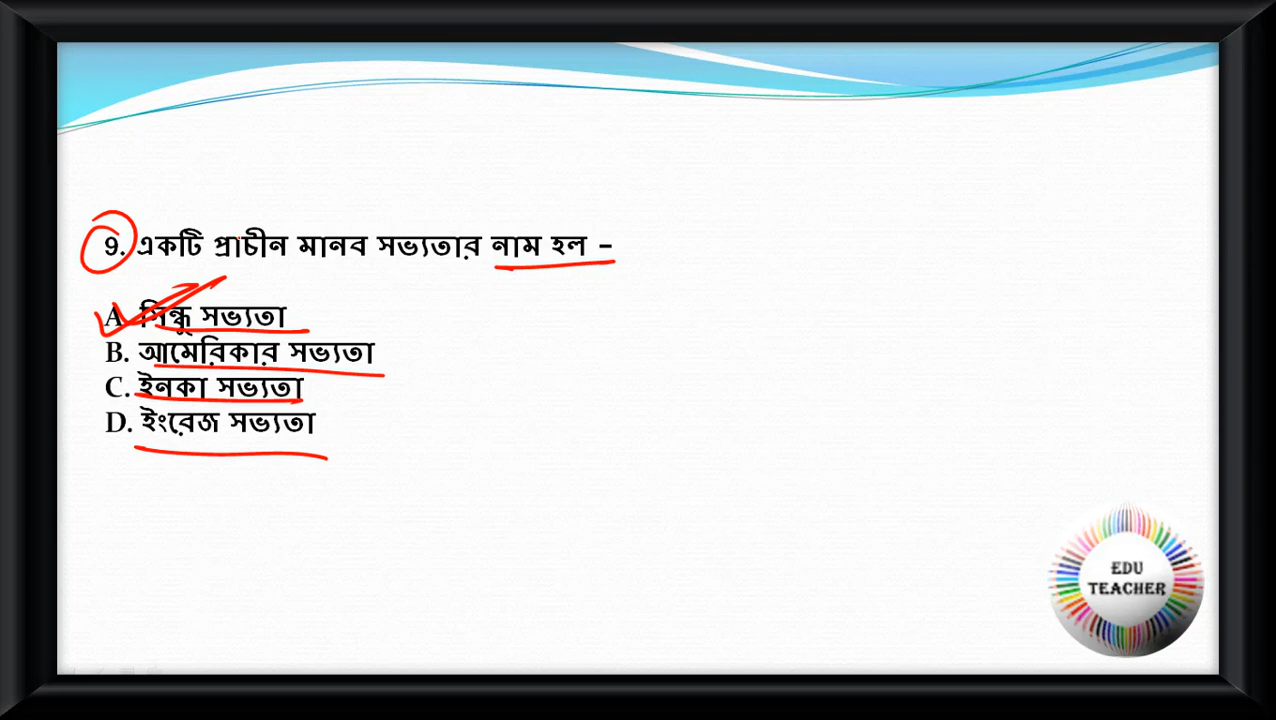 9. একটি প্রাচীন মানব সভ্যতার নাম হল –
A. সিন্ধু সভ্যতা
B. আমেরিকার সভ্যতা
C. ইনকা সভ্যতা
D. ইংরেজ সভ্যতা
EDU
TEACHER